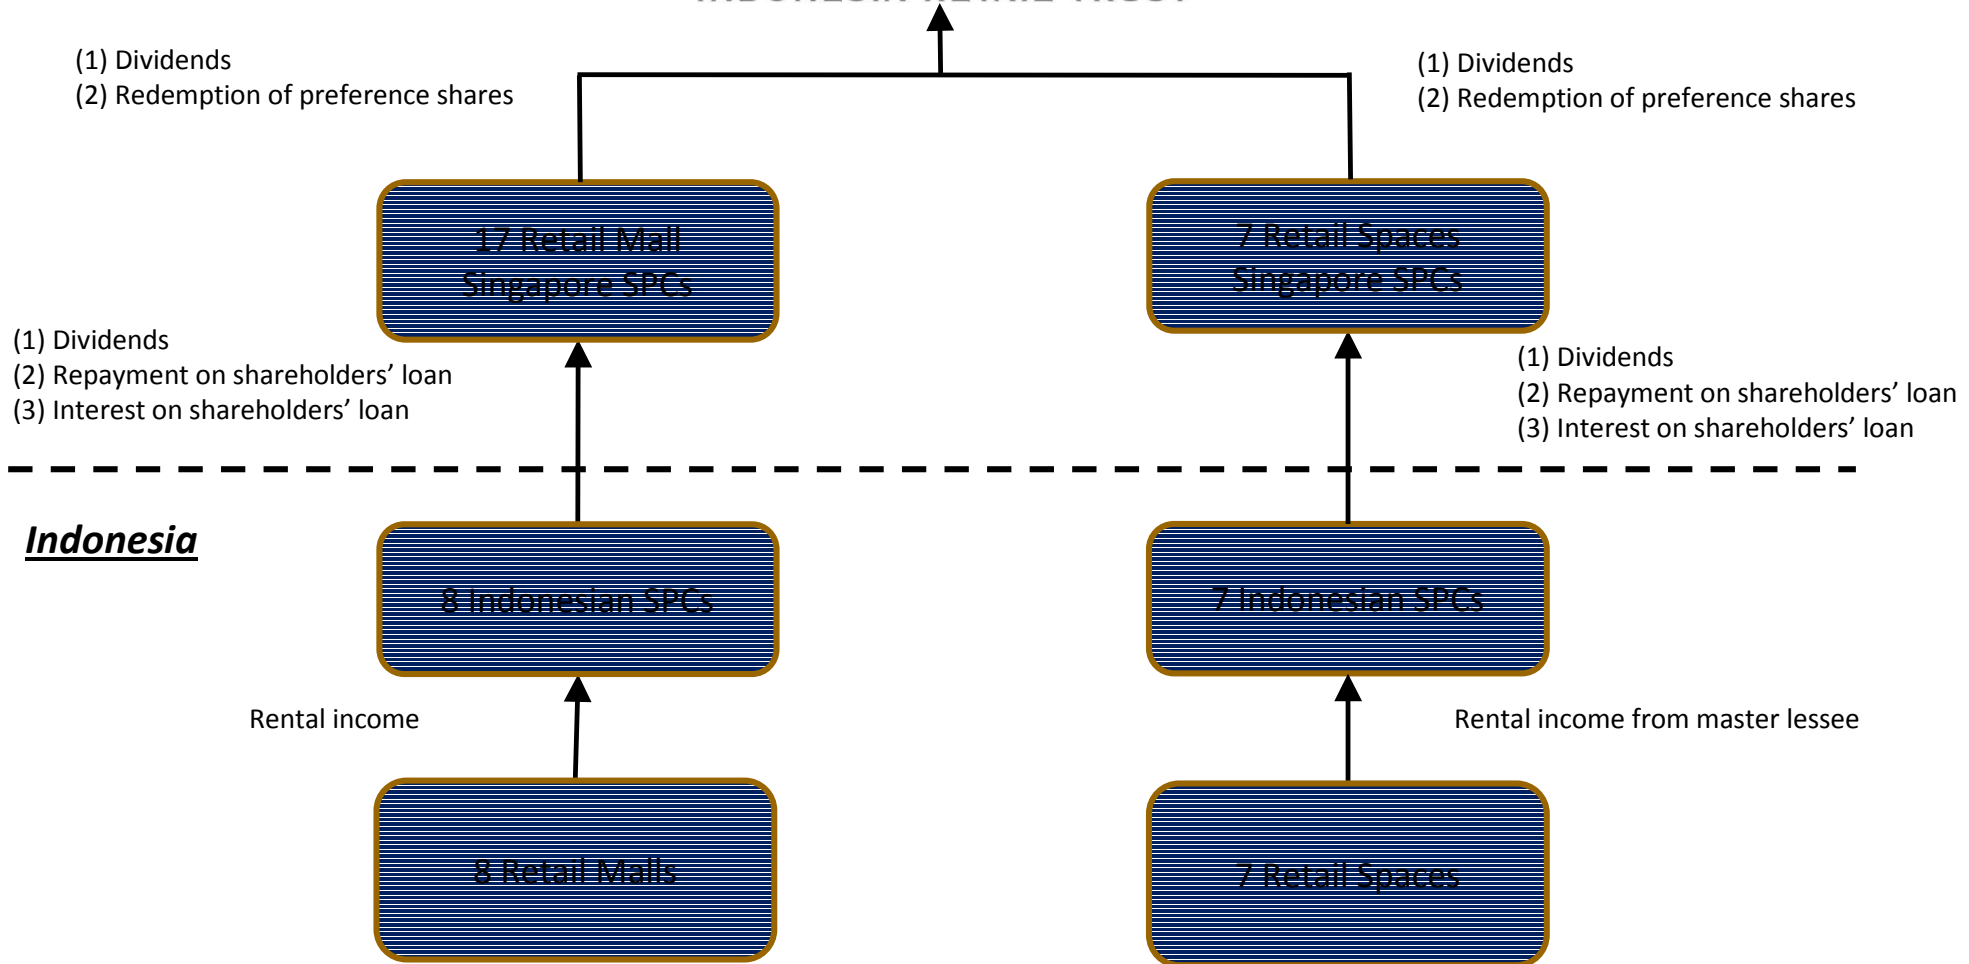 (1) Dividends
(2) Redemption of preference shares
(1) Dividends
(2) Redemption of preference shares
17 Retail Mall
Singapore SPCs
7 Retail Spaces
Singapore SPCs
(1) Dividends
(2) Repayment on shareholders’ loan
(3) Interest on shareholders’ loan
(1) Dividends
(2) Repayment on shareholders’ loan
(3) Interest on shareholders’ loan
Indonesia
8 Indonesian SPCs
7 Indonesian SPCs
Rental income
Rental income from master lessee
8 Retail Malls
7 Retail Spaces